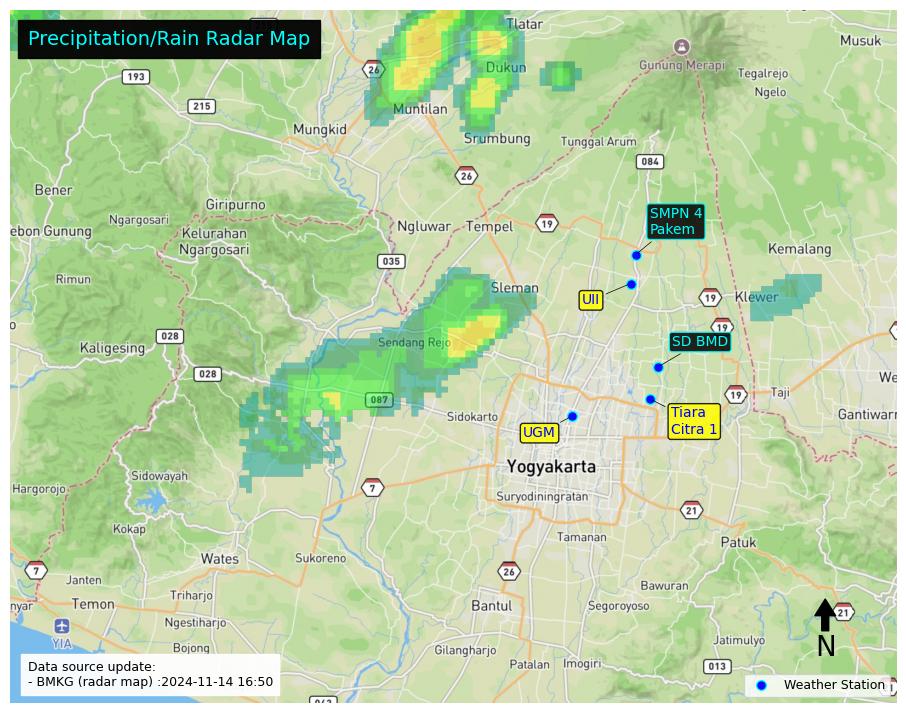 Precipitation/Rain Radar Map
Tlatar
Musuk
26
Dukun
Gunung Merapi
Tegalrejo
193
Ngelo
215
Muntilan
Mungkid
Srumbung
Tunggal Arum
084
26
Bener
Giripurno
SMPN 4
Pakem
Ngargosari
Ngluwar
Tempel
19
ebon Gunung
Kelurahan
Ngargosari
Kemalang
035
Rimun
Sleman
UII
19
Klewer
19
028
Sendang Rejo
SD BMD
Kaligesing
028
We
087
19
Taji
Sidokarto
Tiara
Citra 1
Gantiwarn
UGM
Yogyakarta
Sidowayah
Hargorojo
7
Suryodiningratan
21
Kokap
Tamanan
Patuk
Wates
Sukoreno
7
26
Janten
Bawuran
Triharjo
nyar
Temon
Bantul
Segoroyoso
21
Ngestiharjo
YIA
Jatimulyo
N
Bojong
Gilangharjo
Data source update:
- BMKG (radar map) :2024-11-14 16:50
Patalan
Imogiri
013
Weather Station